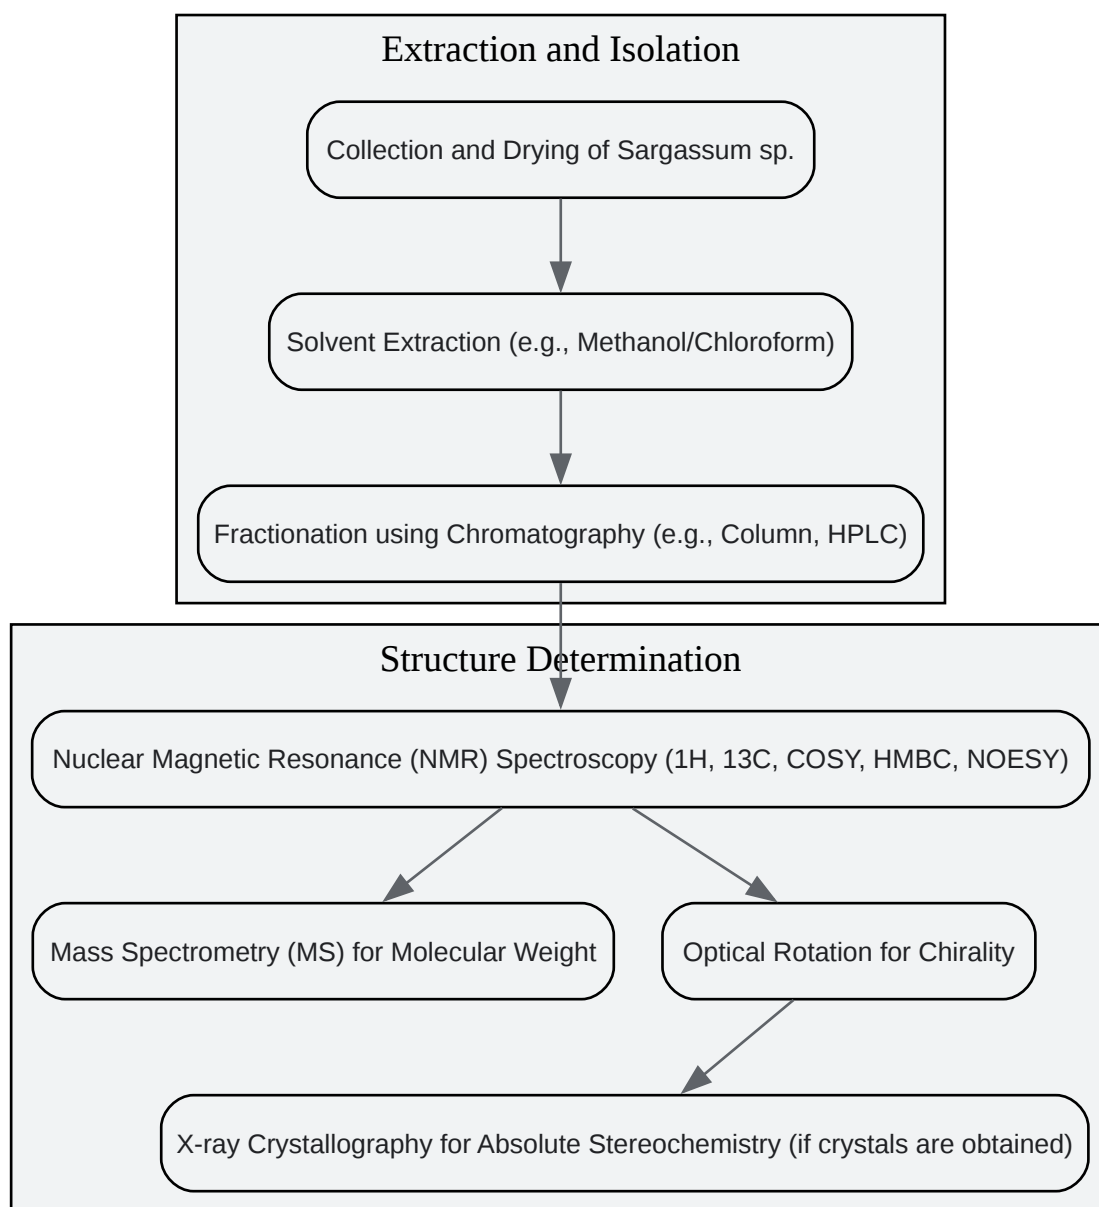 Extraction and Isolation
Collection and Drying of Sargassum sp.
Solvent Extraction (e.g., Methanol/Chloroform)
Fractionation using Chromatography (e.g., Column, HPLC)
Structure Determination
Nuclear Magnetic Resonance (NMR) Spectroscopy (1H, 13C, COSY, HMBC, NOESY)
Mass Spectrometry (MS) for Molecular Weight
Optical Rotation for Chirality
X-ray Crystallography for Absolute Stereochemistry (if crystals are obtained)